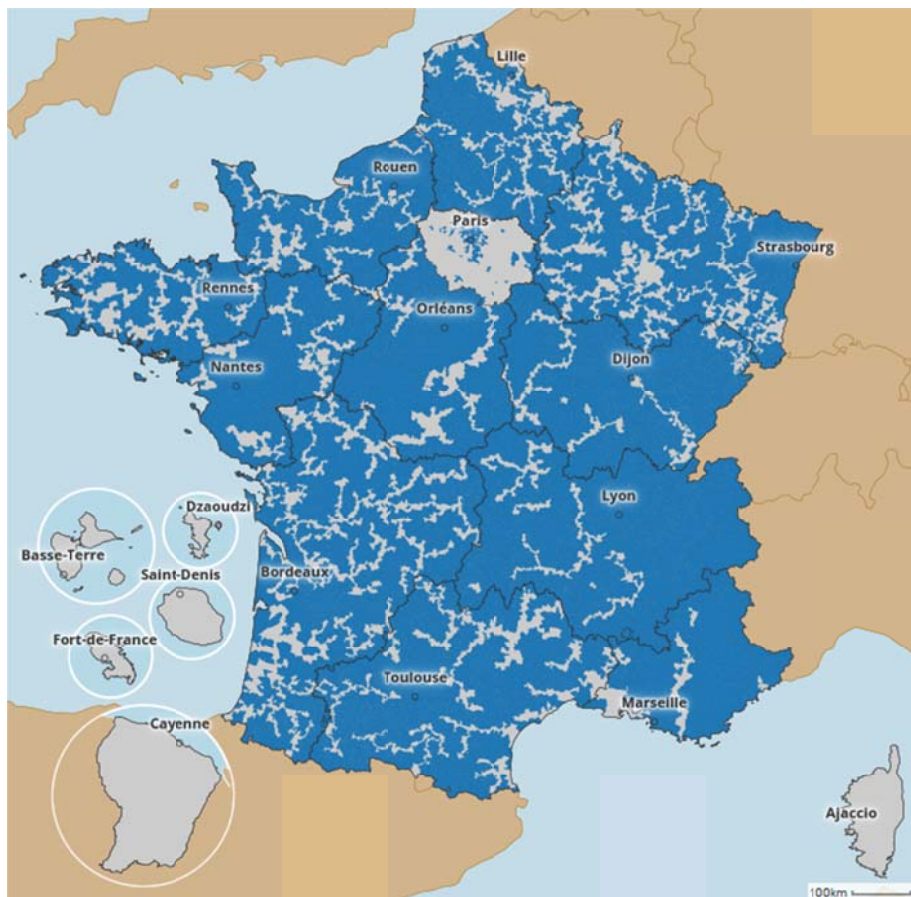 Lille
Rouen
Paris
Strasbourg
Rennes
Orléans
Nantes
Dijon
Lyon
Dzaoudzi
Basse-Terre
Saint-Denis
Bordeaux
Fort-de-France
Toulouse
Marseille
Cayenne
Ajaccio
100km